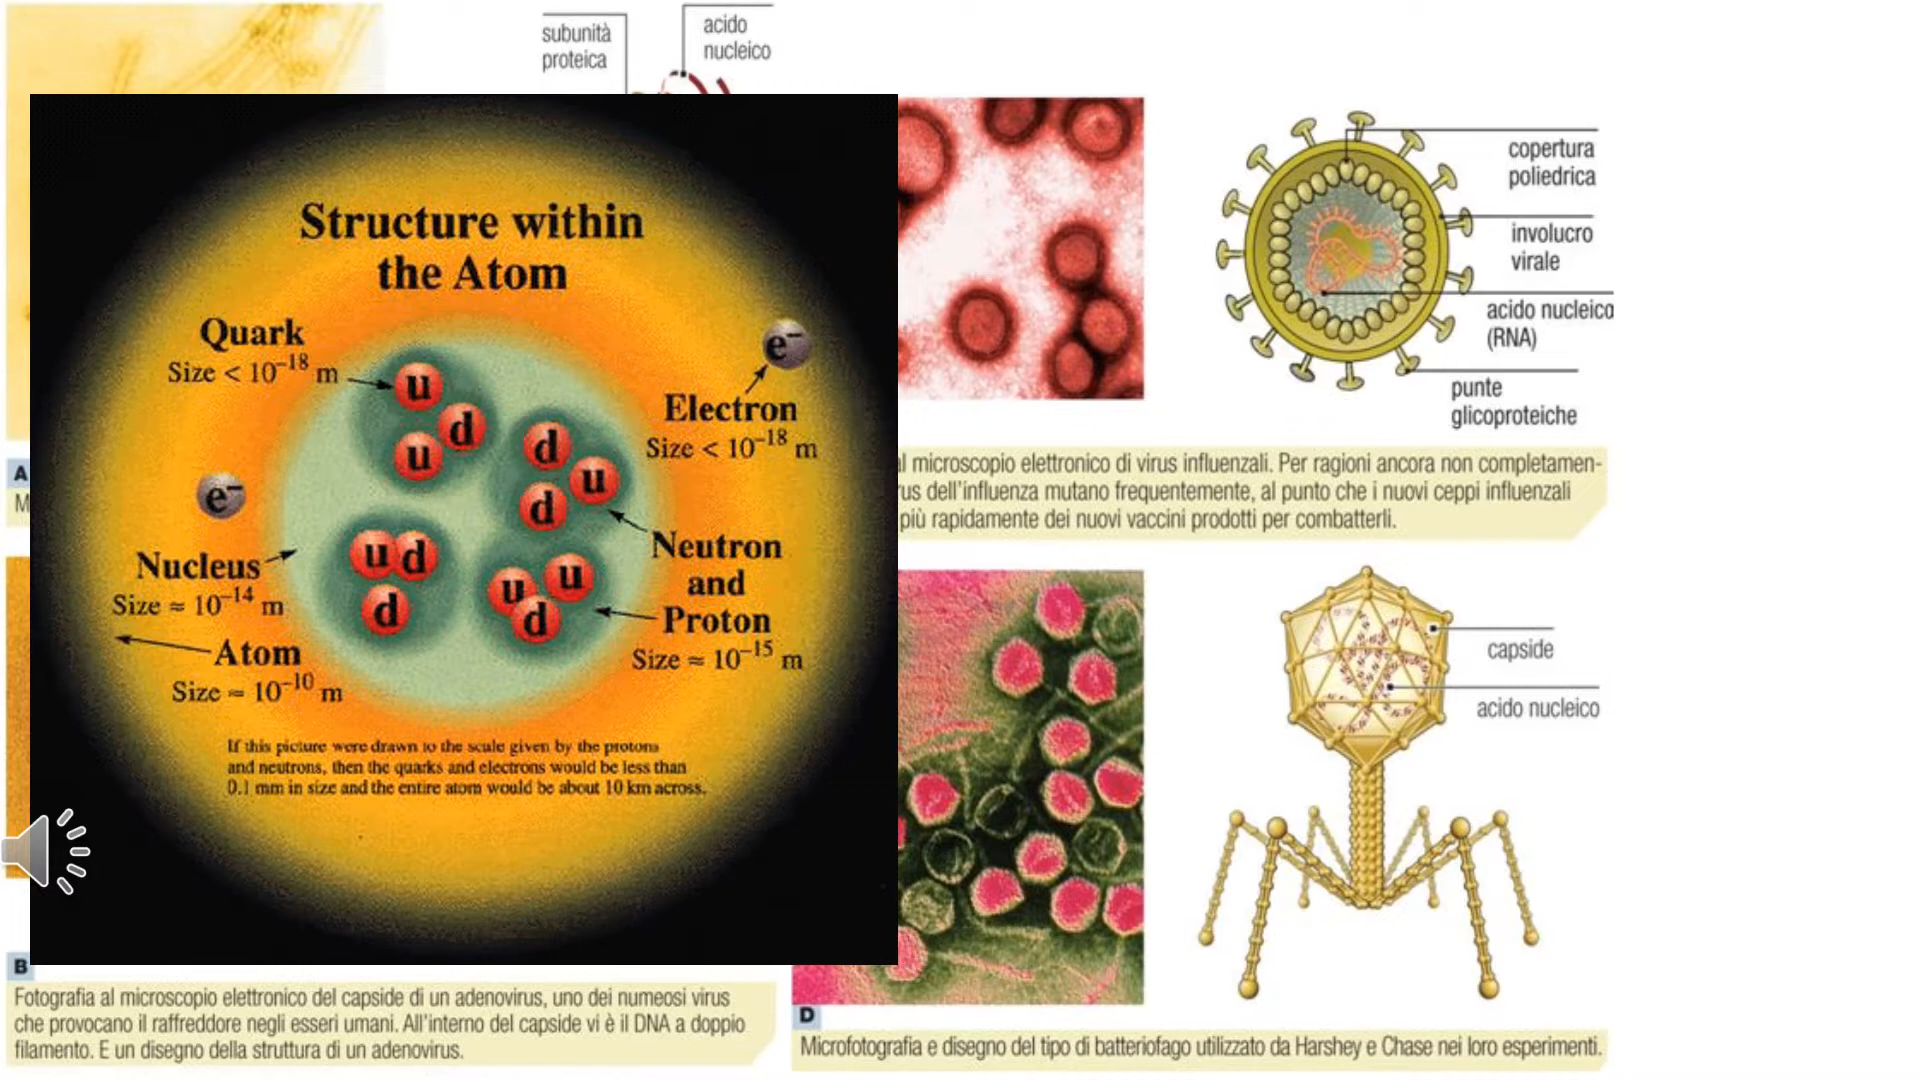 subunità
proteica
acido
nucleico
Structure within
the Atom
Quark
Size < 10⁻¹⁸ m
u
d
u
d
u
d
e⁻
Electron
Size < 10⁻¹⁸ m
e⁻
Nucleus
Size ≈ 10⁻¹⁴ m
u d
d
u
u
d
Neutron
and
Proton
Size ≈ 10⁻¹⁵ m
Atom
Size ≈ 10⁻¹⁰ m
If this picture were drawn to the scale given by the protons
and neutrons, then the quarks and electrons would be less than
0.1 mm in size and the entire atom would be about 10 km across.
A
M
copertura
poliedrica
involucro
virale
acido nucleico
(RNA)
punte
glicoproteiche
al microscopio elettronico di virus influenzali. Per ragioni ancora non completamen-
rus dell'influenza mutano frequentemente, al punto che i nuovi ceppi influenzali
più rapidamente dei nuovi vaccini prodotti per combatterli.
capside
acido nucleico
B
Fotografia al microscopio elettronico del capside di un adenovirus, uno dei numeosi virus
che provocano il raffreddore negli esseri umani. All'interno del capside vi è il DNA a doppio
filamento. E un disegno della struttura di un adenovirus.
D
Microfotografia e disegno del tipo di batteriofago utilizzato da Harshey e Chase nei loro esperimenti.